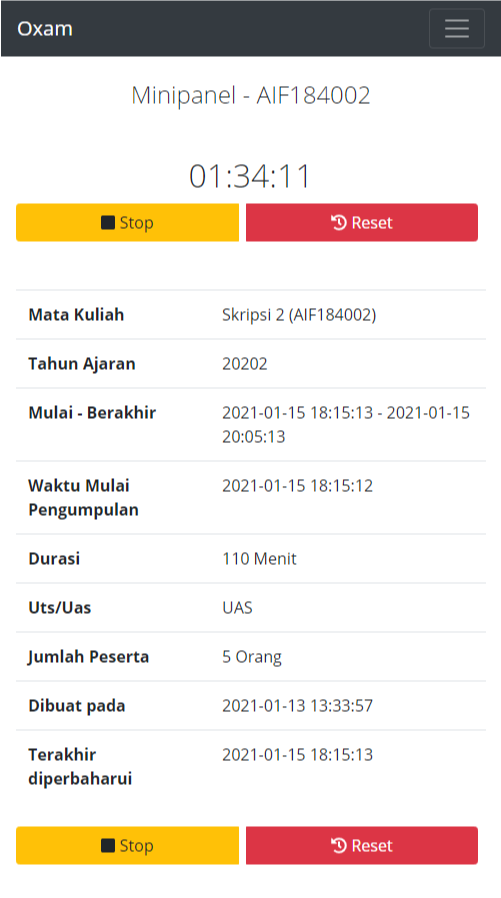 Oxam
Minipanel - AIF184002
01:34:11
Stop
Reset
Mata Kuliah
Skripsi 2 (AIF184002)
Tahun Ajaran
20202
Mulai - Berakhir
2021-01-15 18:15:13 - 2021-01-15
20:05:13
Waktu Mulai
Pengumpulan
2021-01-15 18:15:12
Durasi
110 Menit
Uts/Uas
UAS
Jumlah Peserta
5 Orang
Dibuat pada
2021-01-13 13:33:57
Terakhir
diperbaharui
2021-01-15 18:15:13
Stop
Reset